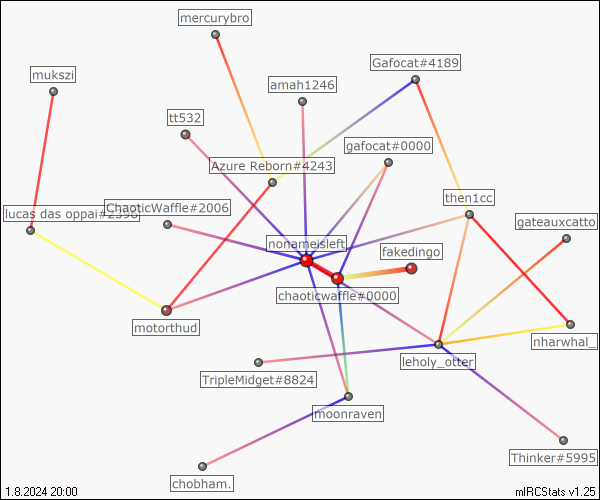 mercurybro
Gafocat#4189
mukszi
amah1246
tt532
gafocat#0000
Azure Reborn#4243
then1cc
lucas das oppai#2398
ChaoticWaffle#2006
gateauxcatto
nonameisleft_
fakedingo
chaoticwaffle#0000
motorthud
nharwhal_
leholy_otter
TripleMidget#8824
moonraven
Thinker#5995
chobham.
1.8.2024 20:00
mIRCStats v1.25